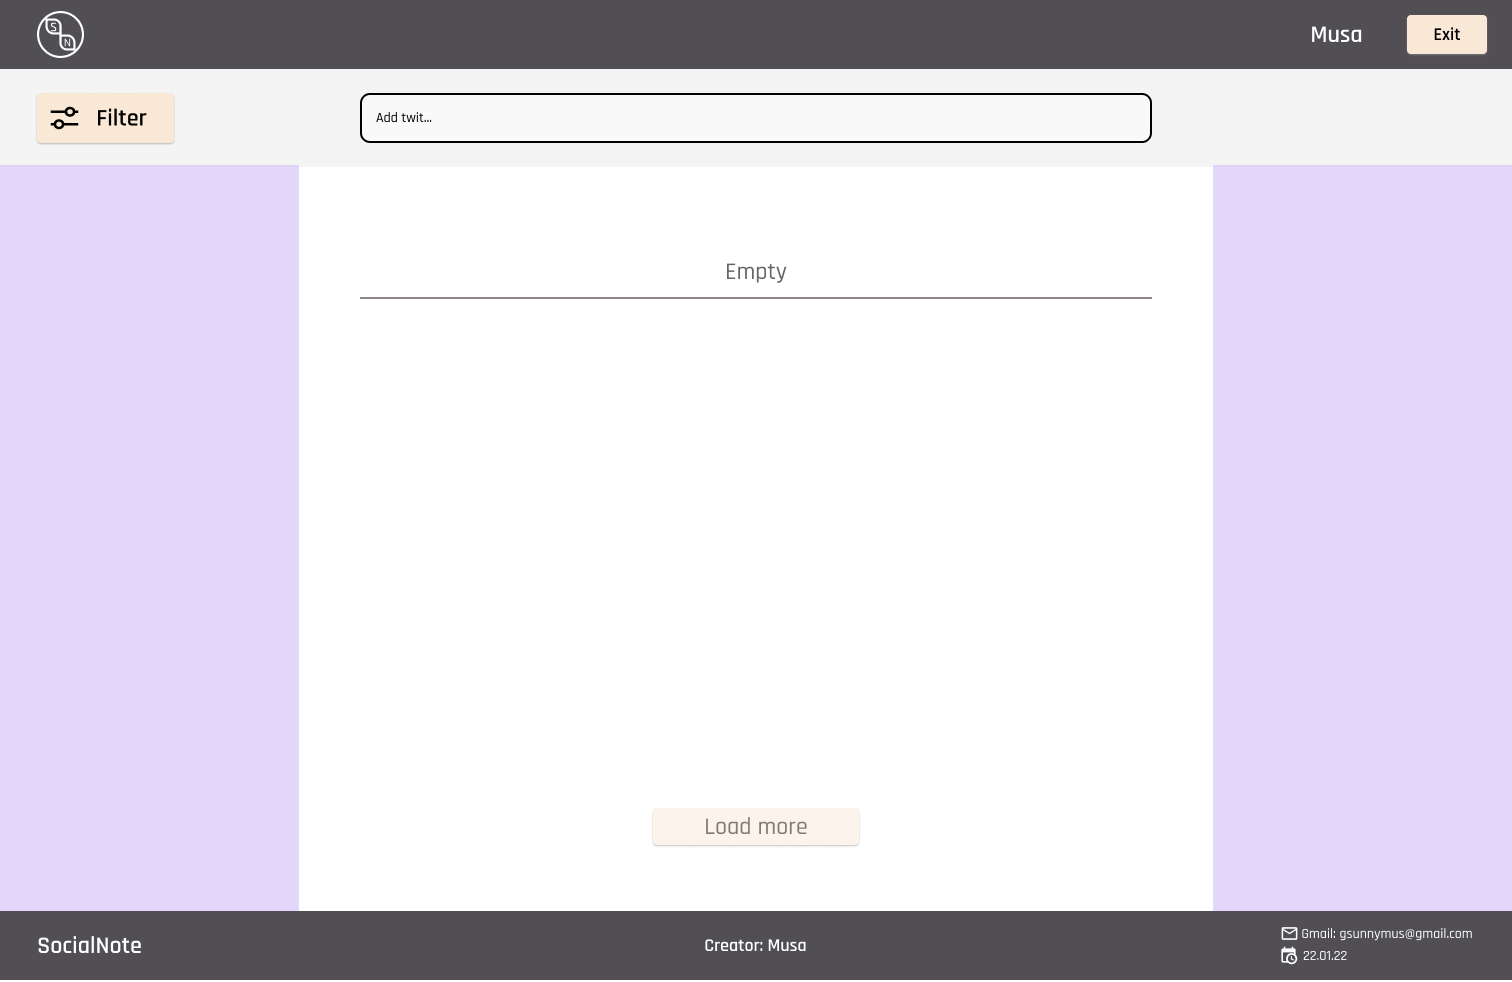 S
N
Musa
Exit
Filter
Add twit...
Empty
Load more
SocialNote
Creator: Musa
Gmail: gsunnymus@gmail.com
22.01.22